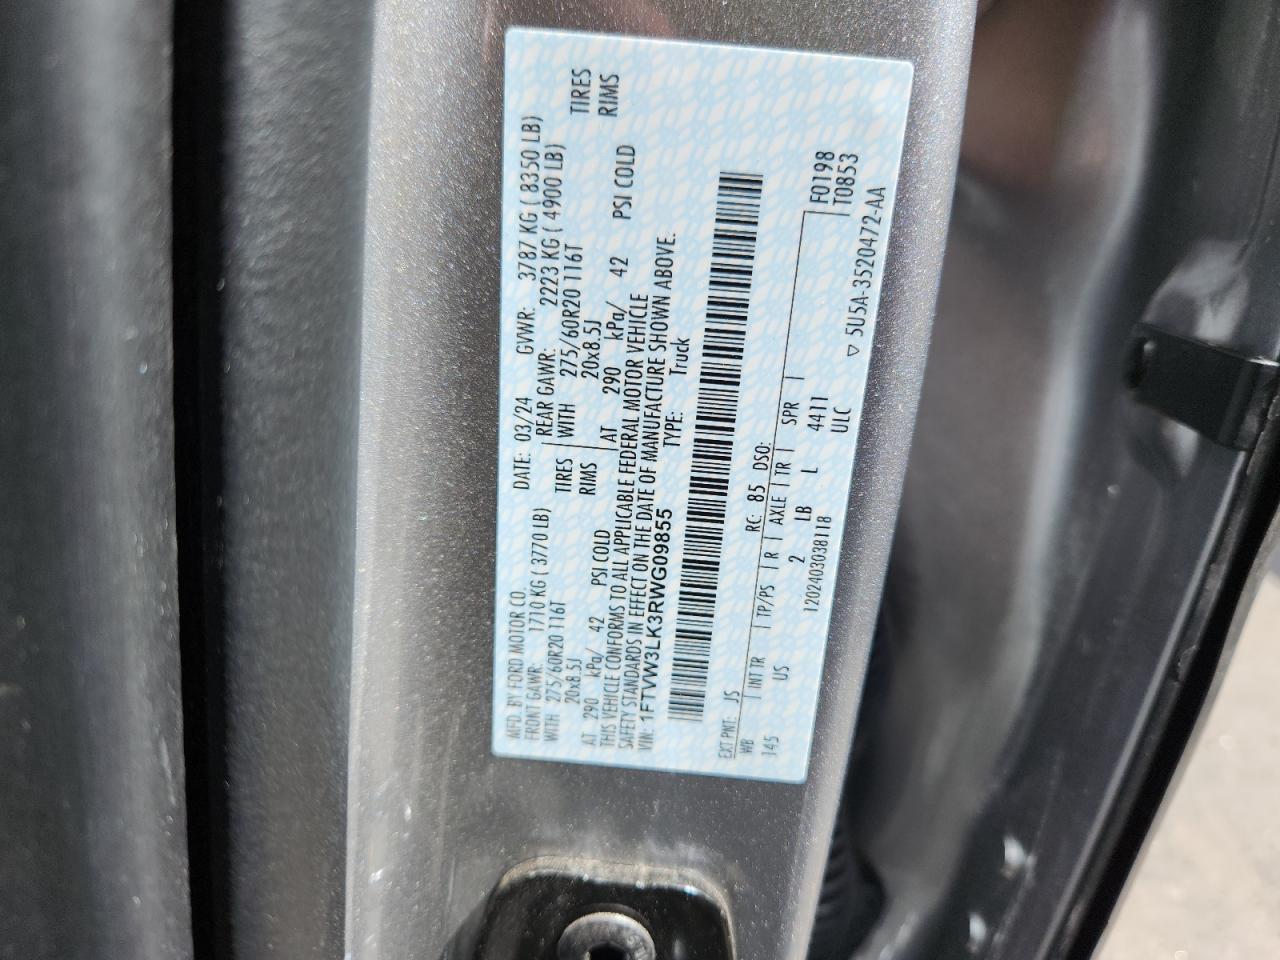 MFD. BY FORD MOTOR CO. DATE: 03/24 GVWR: 3787 KG ( 8350 LB)
FRONT GAWR: 1710 KG ( 3770 LB) REAR GAWR: 2223 KG ( 4900 LB)
WITH 275/60R20 116T TIRES WITH 275/60R20 116T TIRES
20x8.5J RIMS 20x8.5J RIMS
AT 290 kPa/ 42 PSI COLD AT 290 kPa/ 42 PSI COLD
THIS VEHICLE CONFORMS TO ALL APPLICABLE FEDERAL MOTOR VEHICLE
SAFETY STANDARDS IN EFFECT ON THE DATE OF MANUFACTURE SHOWN ABOVE.
VIN: 1FTVW3LK3RWG09855 TYPE: Truck
EXT PNT: JS RC: 85 DSO:
WB INT TR TP/PS R AXLE TR SPR F0198
145 US 2 LB L 4411 T0853
ULC
1202403038118 ▽ 5U5A-3520472-AA